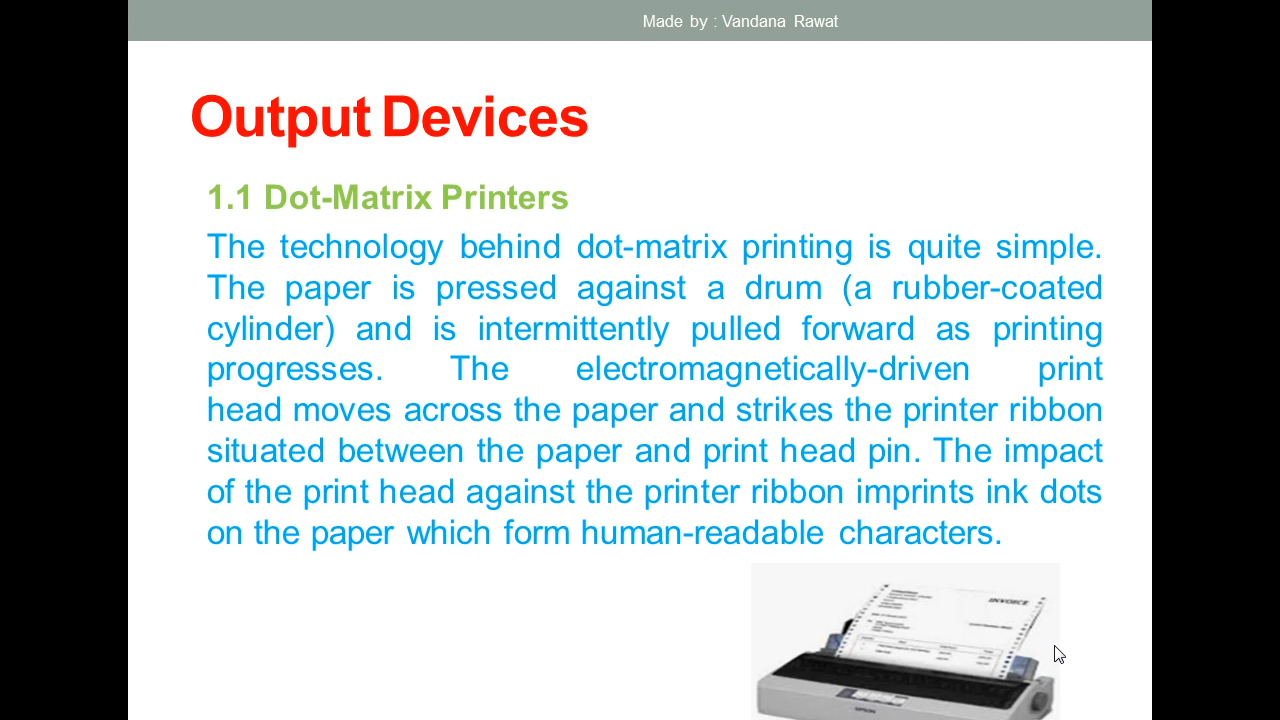 Made by : Vandana Rawat
Output Devices
1.1 Dot-Matrix Printers
The technology behind dot-matrix printing is quite simple.
The paper is pressed against a drum (a rubber-coated
cylinder) and is intermittently pulled forward as printing
progresses. The electromagnetically-driven print
head moves across the paper and strikes the printer ribbon
situated between the paper and print head pin. The impact
of the print head against the printer ribbon imprints ink dots
on the paper which form human-readable characters.
INVOICE
EPSON